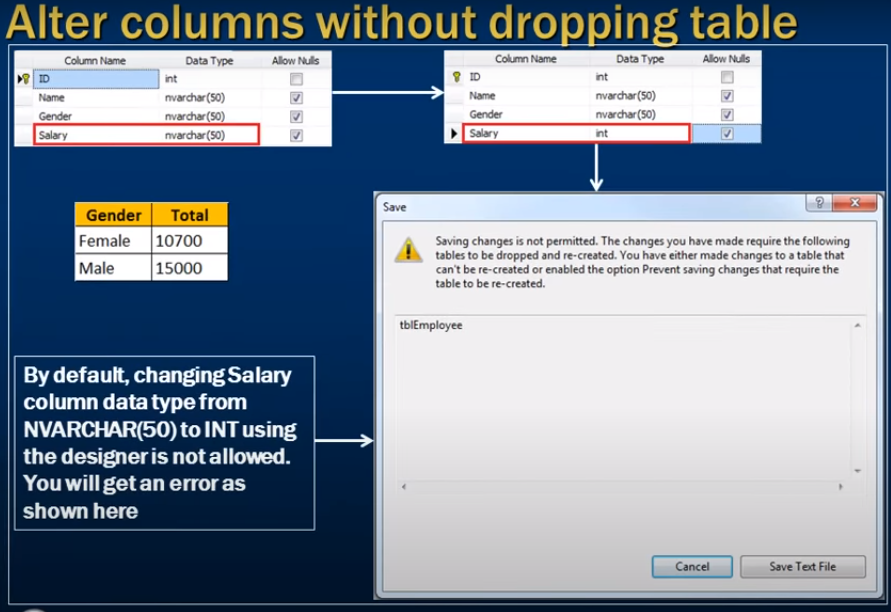 Alter columns without dropping table
Column Name Data Type Allow Nulls
ID int
Name nvarchar(50)
Gender nvarchar(50)
Salary nvarchar(50)
Column Name Data Type Allow Nulls
ID int
Name nvarchar(50)
Gender nvarchar(50)
Salary int
Gender Total
Female 10700
Male 15000
Save
Saving changes is not permitted. The changes you have made require the following
tables to be dropped and re-created. You have either made changes to a table that
can't be re-created or enabled the option Prevent saving changes that require the
table to be re-created.
tblEmployee
Cancel Save Text File
By default, changing Salary
column data type from
NVARCHAR(50) to INT using
the designer is not allowed.
You will get an error as
shown here